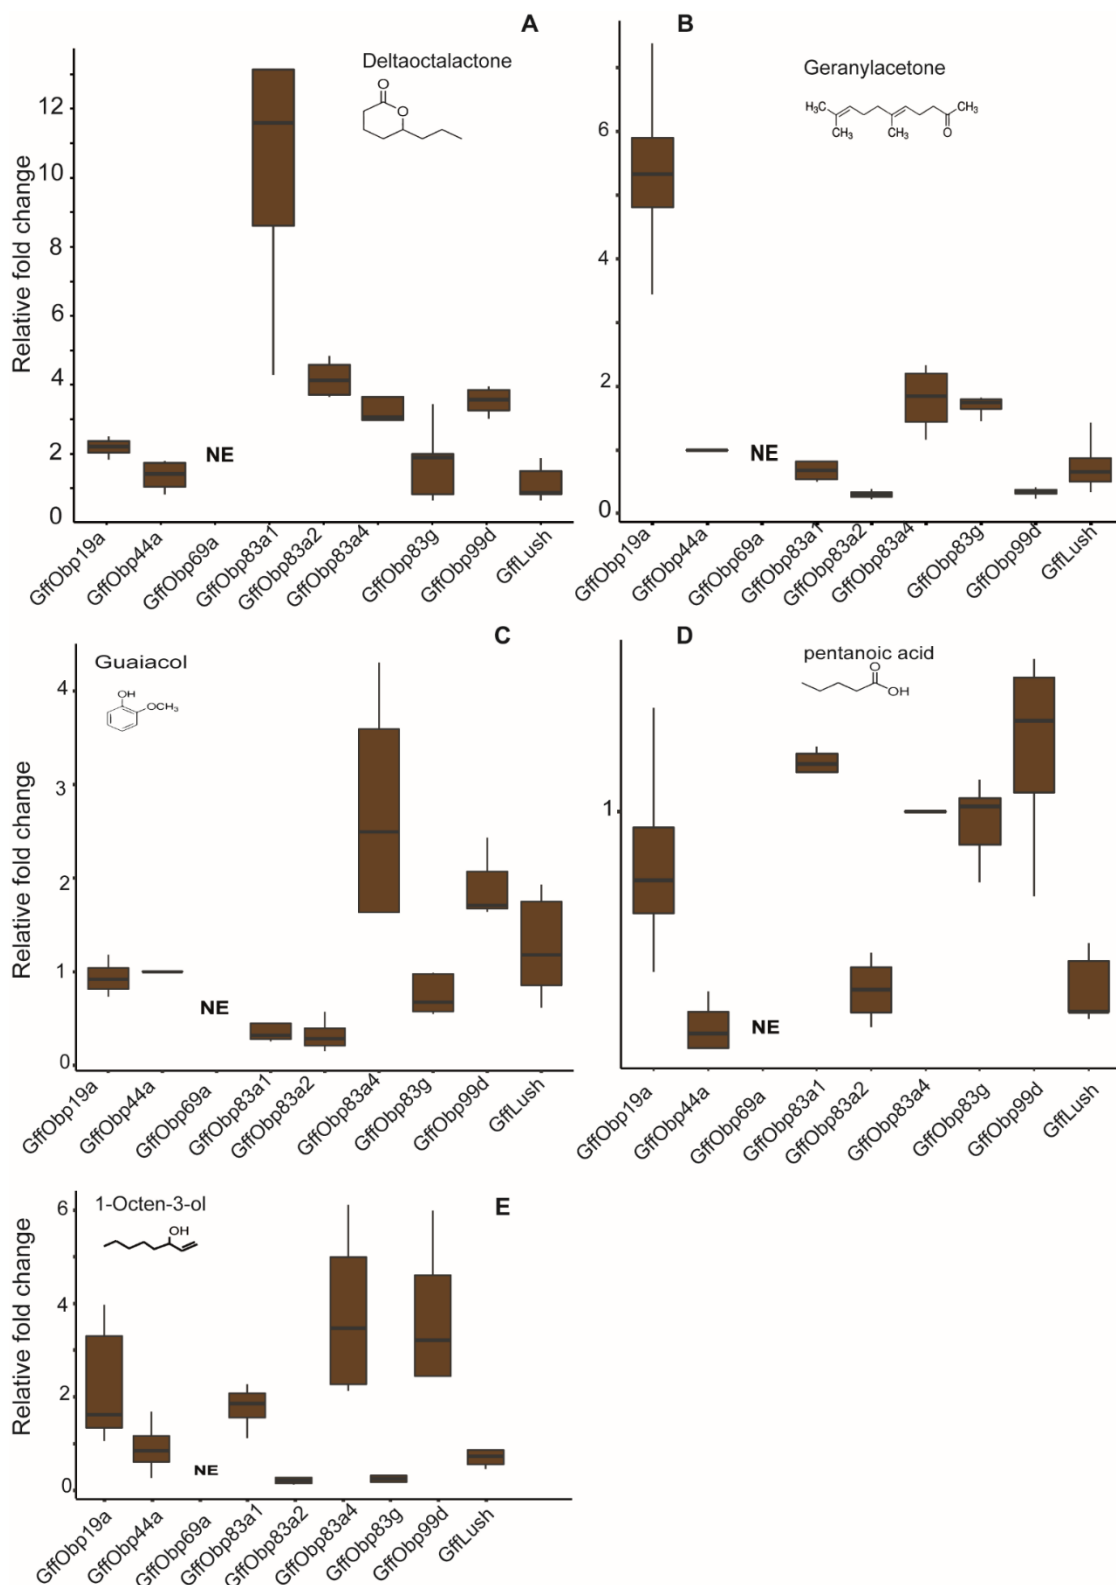 A
Deltaoctalactone
O
O
Relative fold change
12
10
8
6
4
2
0
NE
GffObp19a
GffObp44a
GffObp69a
GffObp83a1
GffObp83a2
GffObp83a4
GffObp83g
GffObp99d
GffLush
B
Geranylacetone
H₃C
CH₃
CH₃
CH₃
O
6
4
2
0
NE
GffObp19a
GffObp44a
GffObp69a
GffObp83a1
GffObp83a2
GffObp83a4
GffObp83g
GffObp99d
GffLush
C
Guaiacol
OH
OCH₃
Relative fold change
4
3
2
1
0
NE
GffObp19a
GffObp44a
GffObp69a
GffObp83a1
GffObp83a2
GffObp83a4
GffObp83g
GffObp99d
GffLush
D
pentanoic acid
O
OH
1
NE
GffObp19a
GffObp44a
GffObp69a
GffObp83a1
GffObp83a2
GffObp83a4
GffObp83g
GffObp99d
GffLush
1-Octen-3-ol
E
OH
Relative fold change
6
4
2
0
NE
GffObp19a
GffObp44a
GffObp69a
GffObp83a1
GffObp83a2
GffObp83a4
GffObp83g
GffObp99d
GffLush